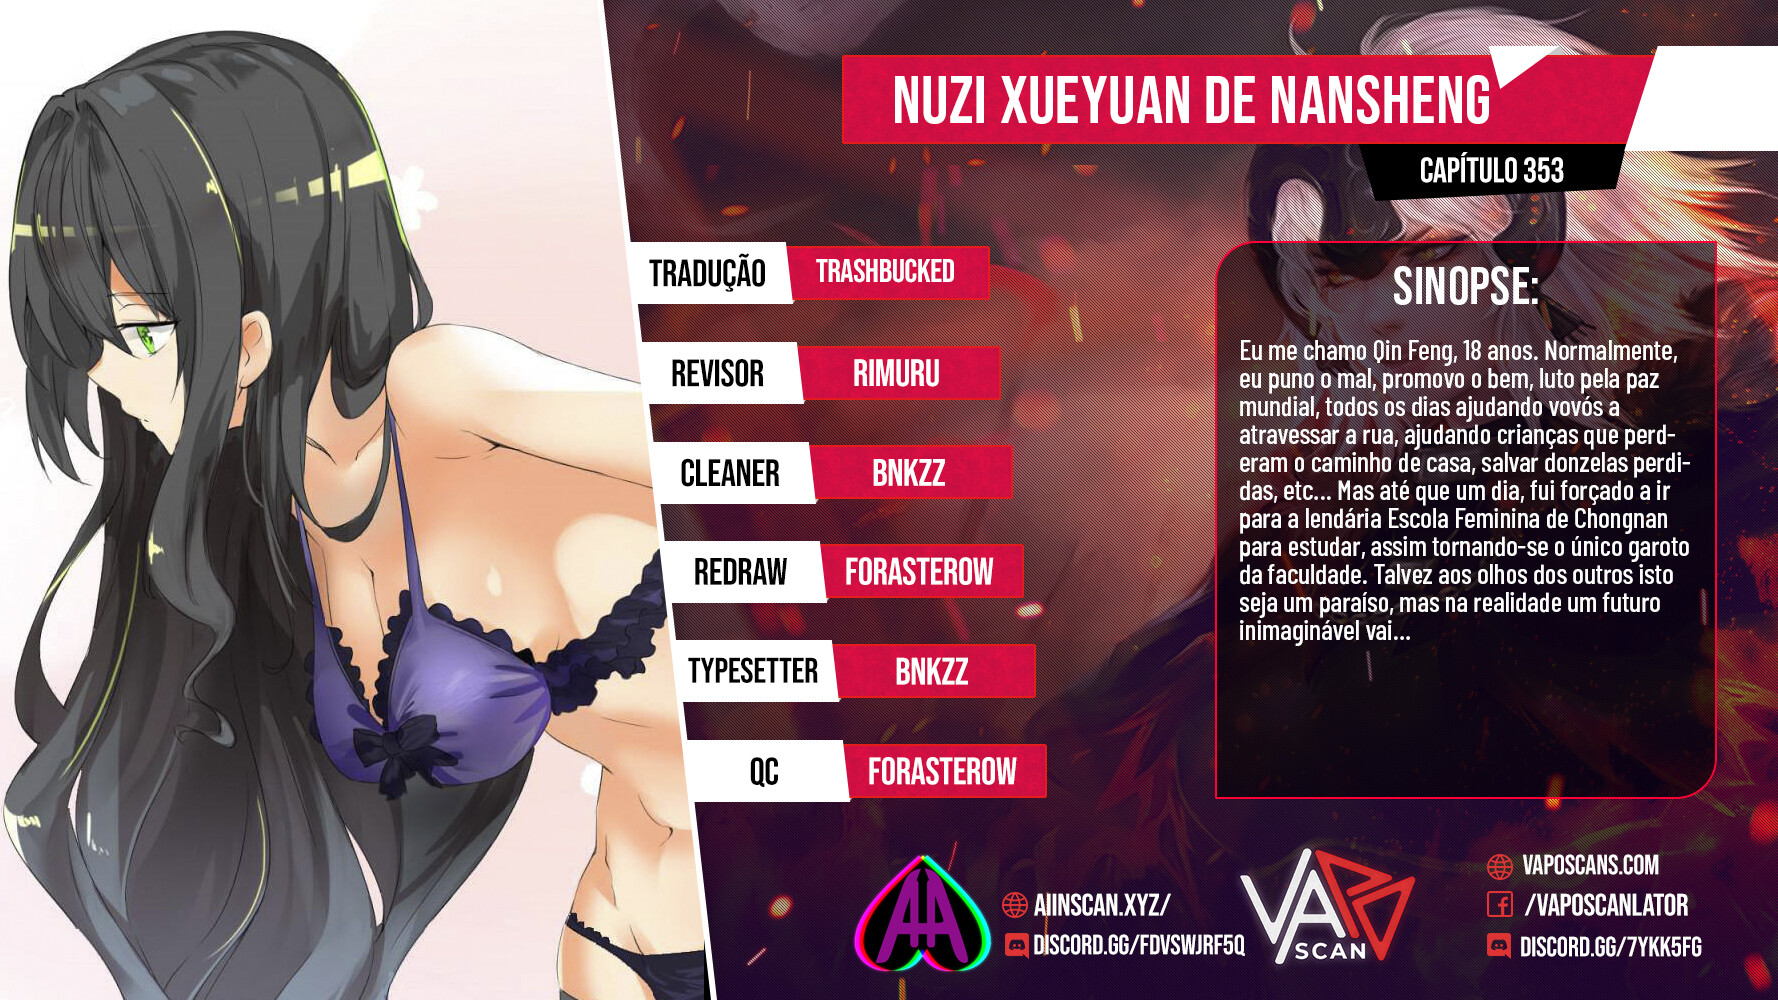 NUZI XUEYUAN DE NANSHENG
CAPÍTULO 353
TRADUÇÃO
TRASHBUCKED
REVISOR
RIMURU
CLEANER
BNKZZ
REDRAW
FORASTEROW
TYPESETTER
BNKZZ
QC
FORASTEROW
SINOPSE:
Eu me chamo Qin Feng, 18 anos. Normalmente,
eu puno o mal, promovo o bem, luto pela paz
mundial, todos os dias ajudando vovós a
atravessar a rua, ajudando crianças que perd-
eram o caminho de casa, salvar donzelas perdi-
das, etc... Mas até que um dia, fui forçado a ir
para a lendária Escola Feminina de Chongnan
para estudar, assim tornando-se o único garoto
da faculdade. Talvez aos olhos dos outros isto
seja um paraíso, mas na realidade um futuro
inimaginável vai...
AA
AIINSCAN.XYZ/
DISCORD.GG/FDVSWJRF5Q
VAPO
SCAN
VAPOSCANS.COM
/VAPOSCANLATOR
DISCORD.GG/7YKK5FG